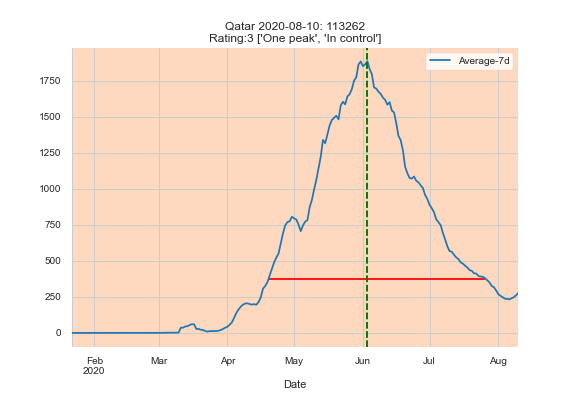 Qatar 2020-08-10: 113262
Rating:3 ['One peak', 'In control']
Average-7d
1750
1500
1250
1000
750
500
250
0
Feb Mar Apr May Jun Jul Aug
2020
Date